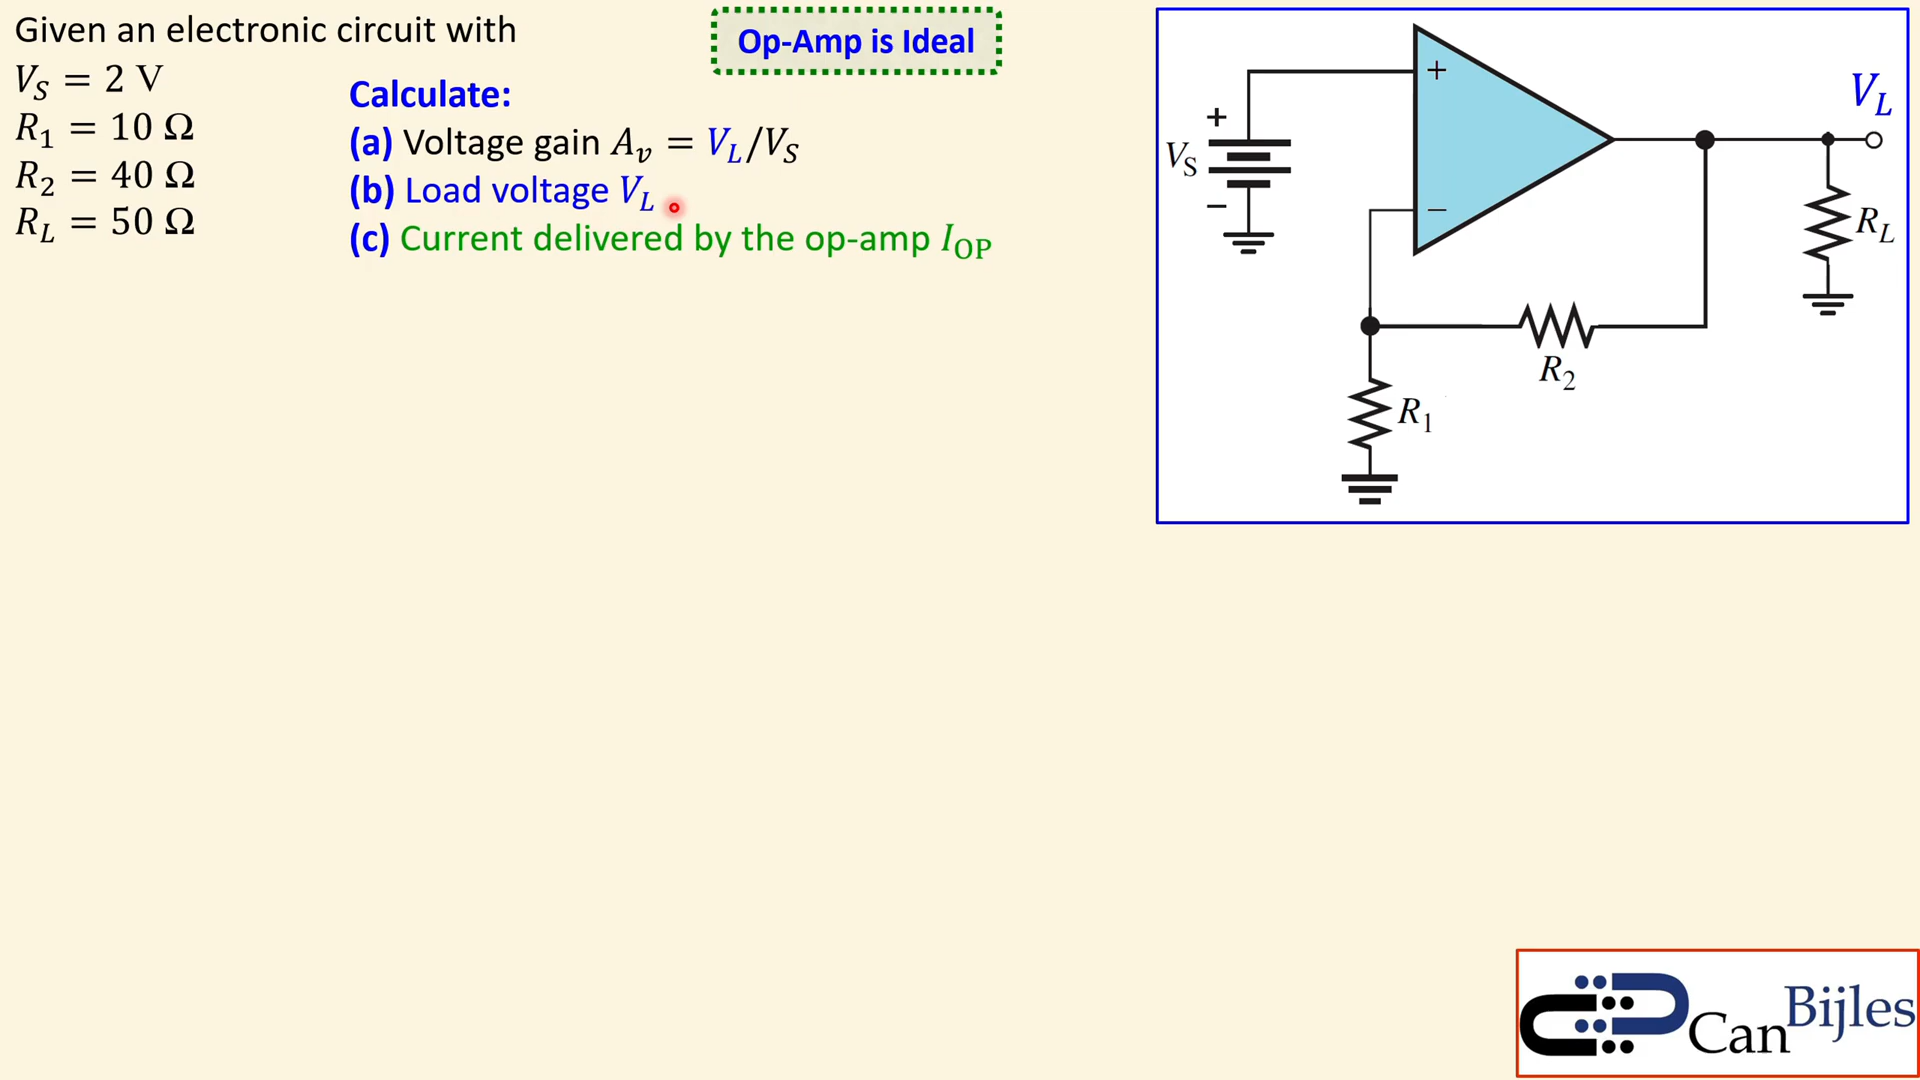 Given an electronic circuit with
V_S = 2 V
R_1 = 10 Ω
R_2 = 40 Ω
R_L = 50 Ω
Op-Amp is Ideal
Calculate:
(a) Voltage gain A_v = V_L/V_S
(b) Load voltage V_L
(c) Current delivered by the op-amp I_OP
+
V_L
+
V_S
−
−
R_L
R_2
R_1
Can Bijles